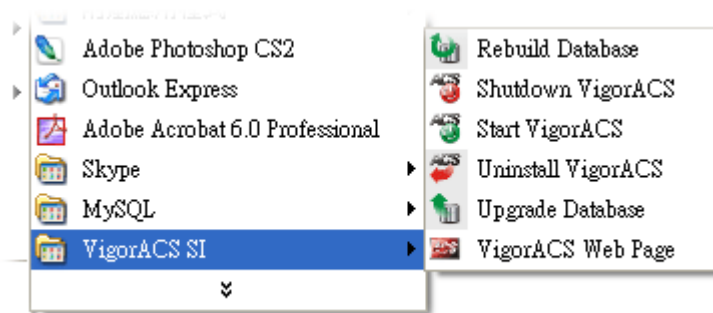 Adobe Photoshop CS2
Outlook Express
Adobe Acrobat 6.0 Professional
Skype
MySQL
VigorACS SI
Rebuild Database
Shutdown VigorACS
Start VigorACS
Uninstall VigorACS
Upgrade Database
VigorACS Web Page